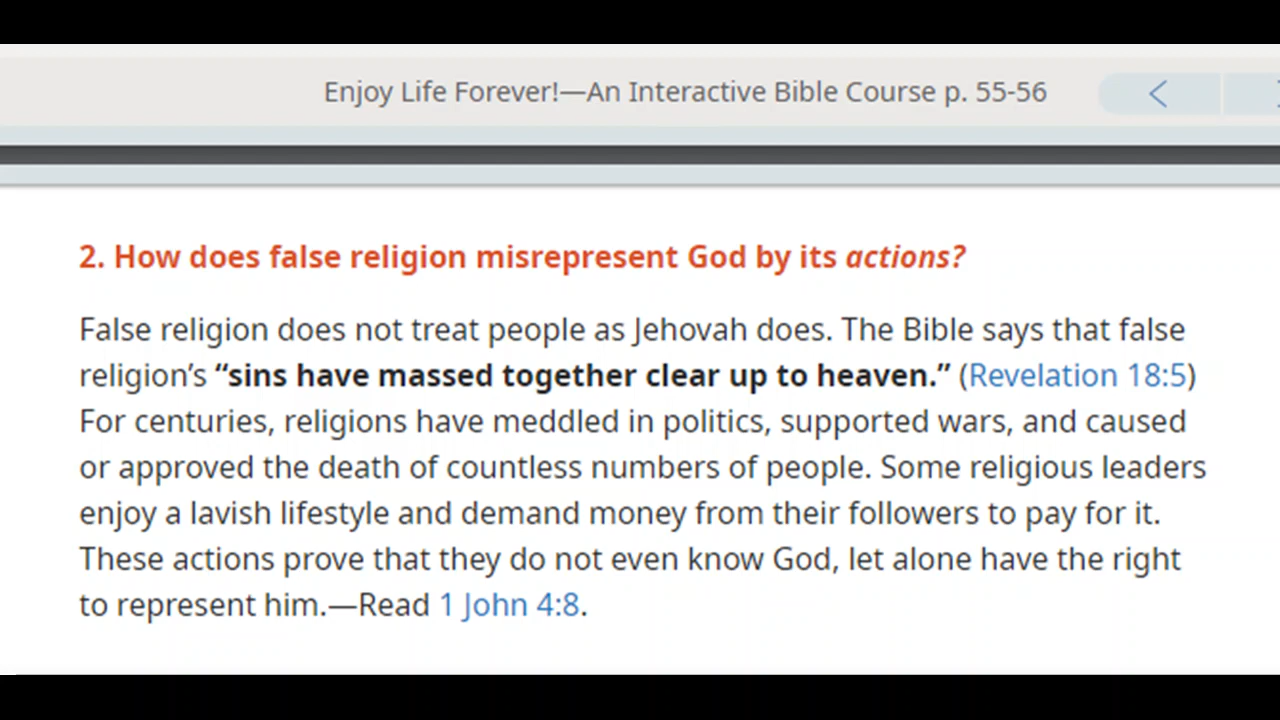 Enjoy Life Forever!—An Interactive Bible Course p. 55-56
2. How does false religion misrepresent God by its actions?
False religion does not treat people as Jehovah does. The Bible says that false
religion’s “sins have massed together clear up to heaven.” (Revelation 18:5)
For centuries, religions have meddled in politics, supported wars, and caused
or approved the death of countless numbers of people. Some religious leaders
enjoy a lavish lifestyle and demand money from their followers to pay for it.
These actions prove that they do not even know God, let alone have the right
to represent him.—Read 1 John 4:8.